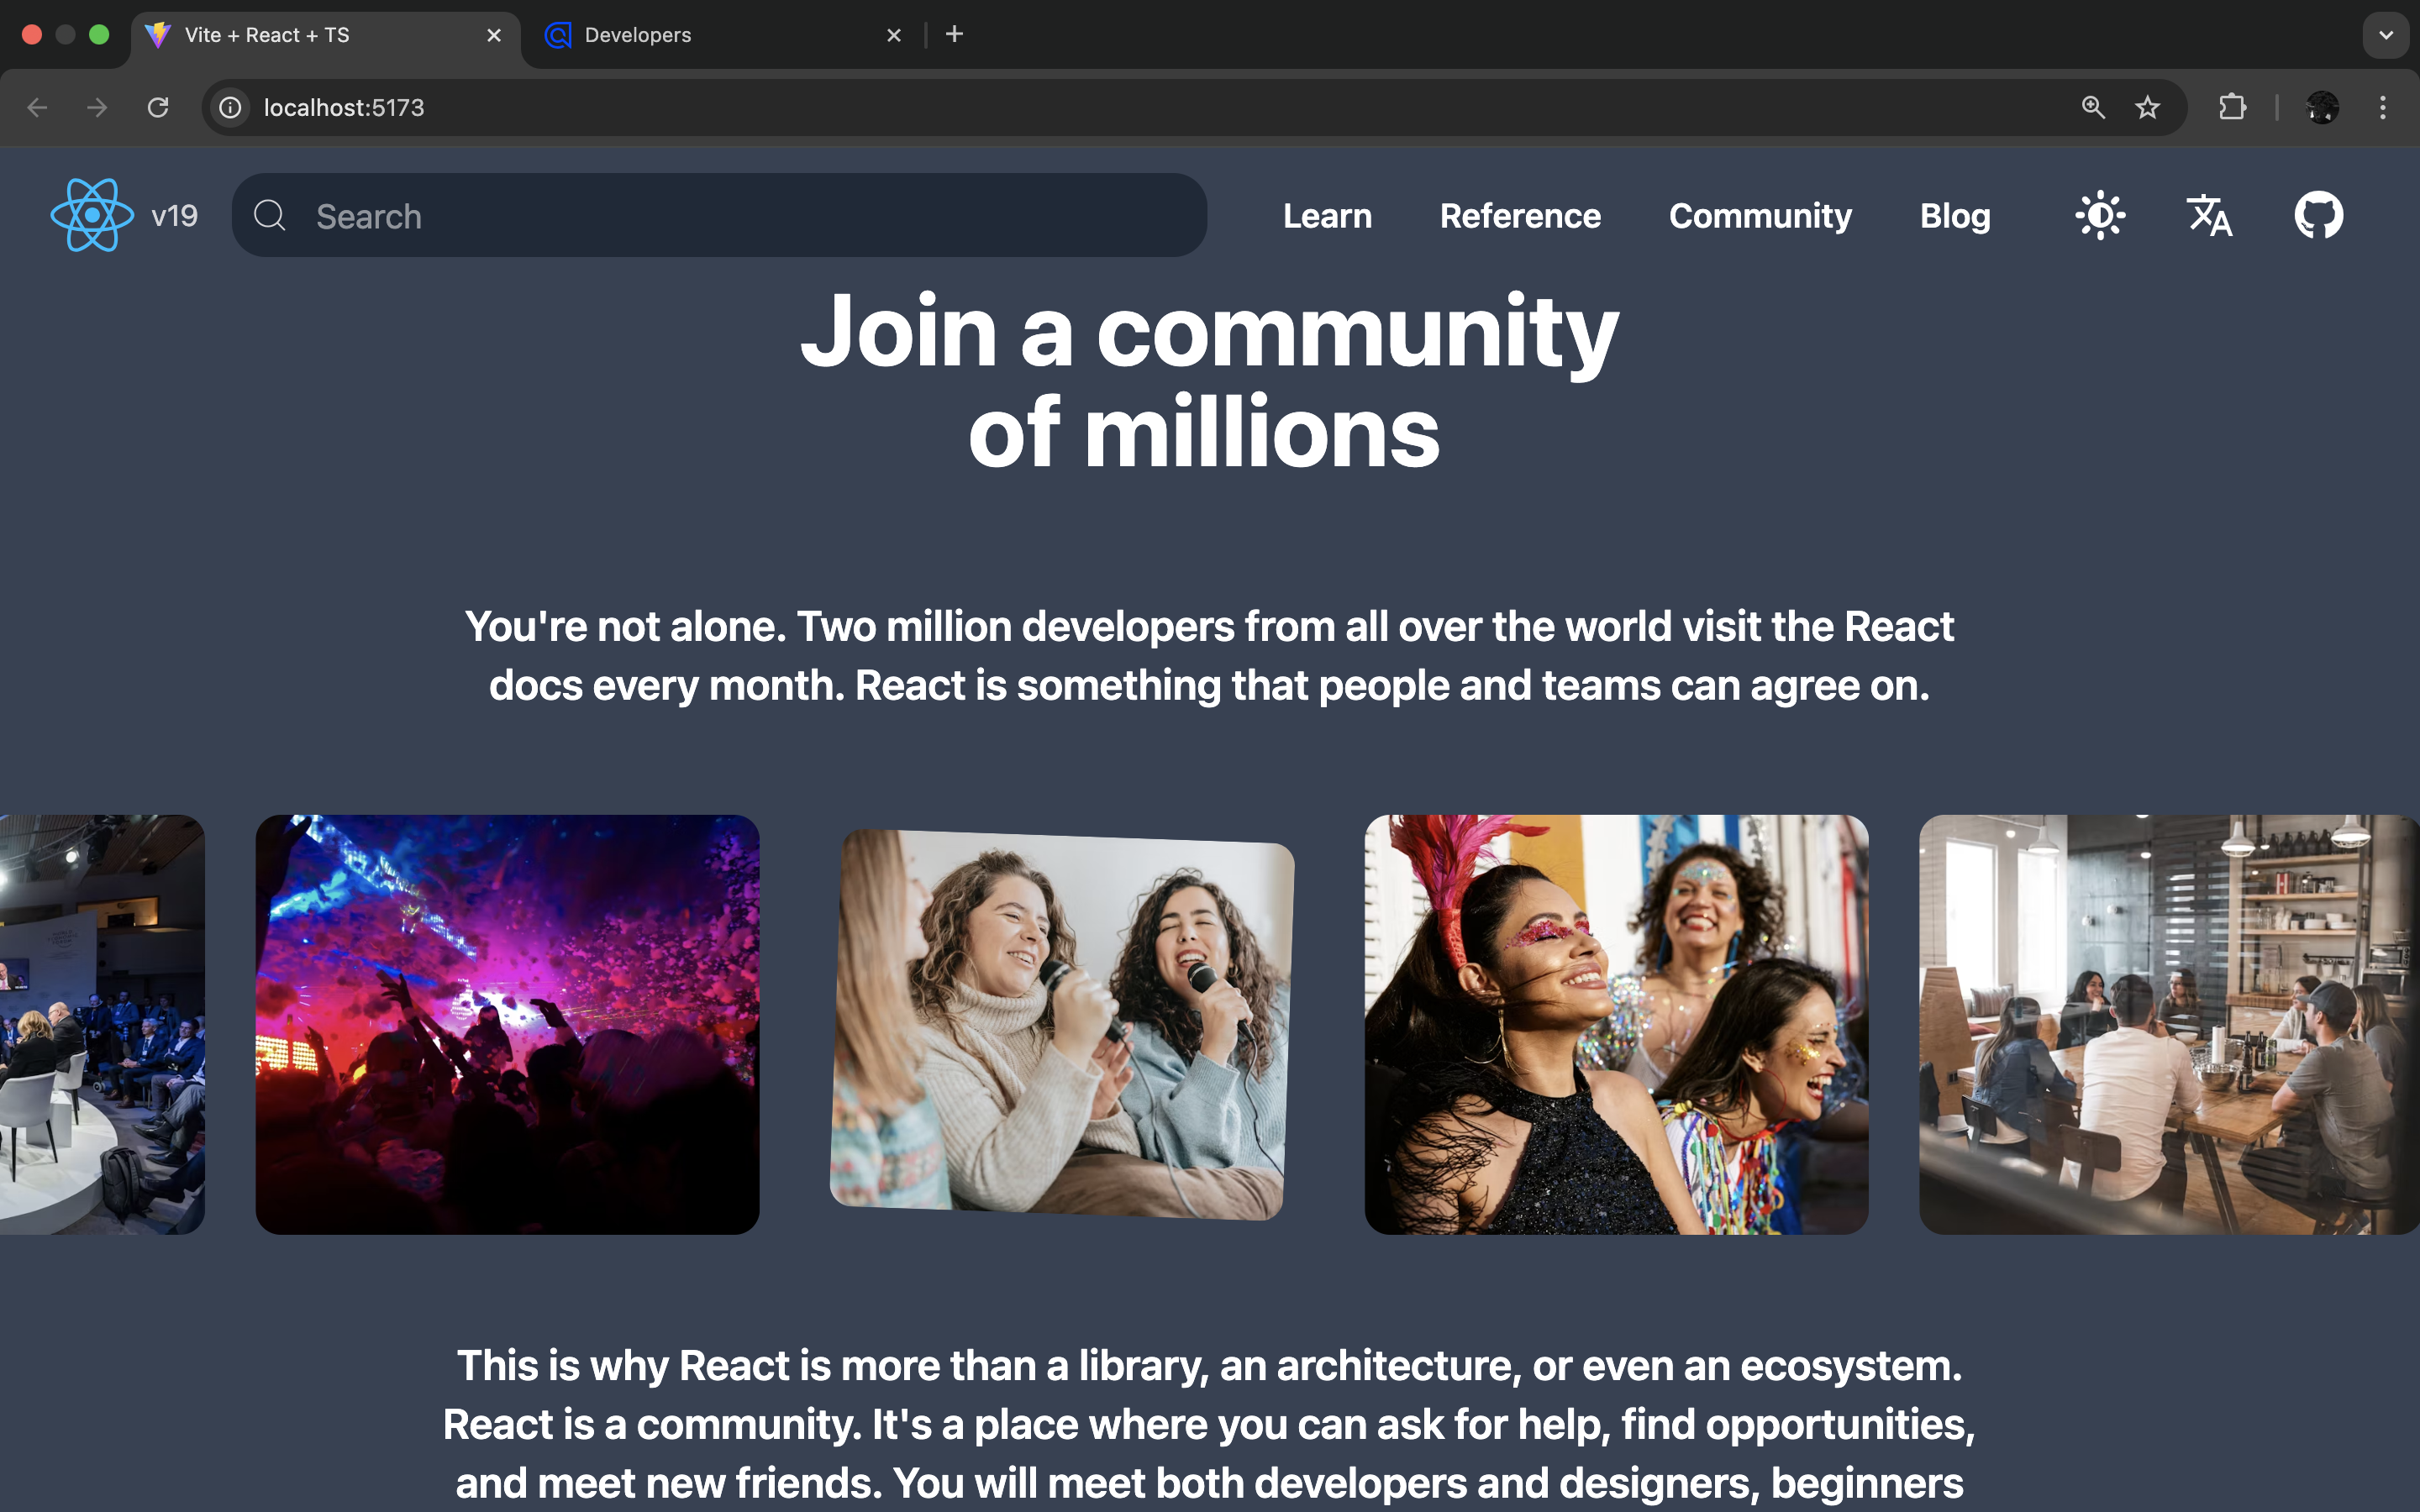 Vite + React + TS
Developers
localhost:5173
v19
Search
Learn
Reference
Community
Blog
Join a community
of millions
You're not alone. Two million developers from all over the world visit the React
docs every month. React is something that people and teams can agree on.
This is why React is more than a library, an architecture, or even an ecosystem.
React is a community. It's a place where you can ask for help, find opportunities,
and meet new friends. You will meet both developers and designers, beginners